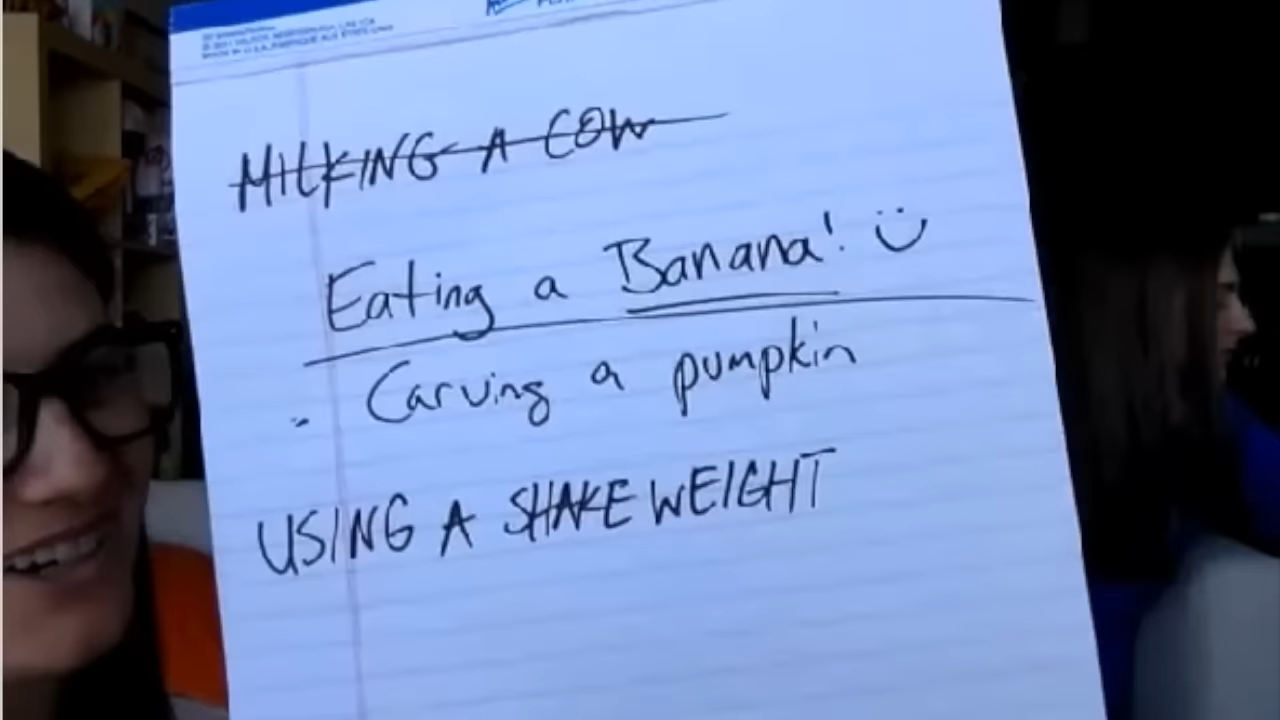 MILKING A COW
Eating a Banana! :)
Carving a pumpkin
USING A SHAKE WEIGHT